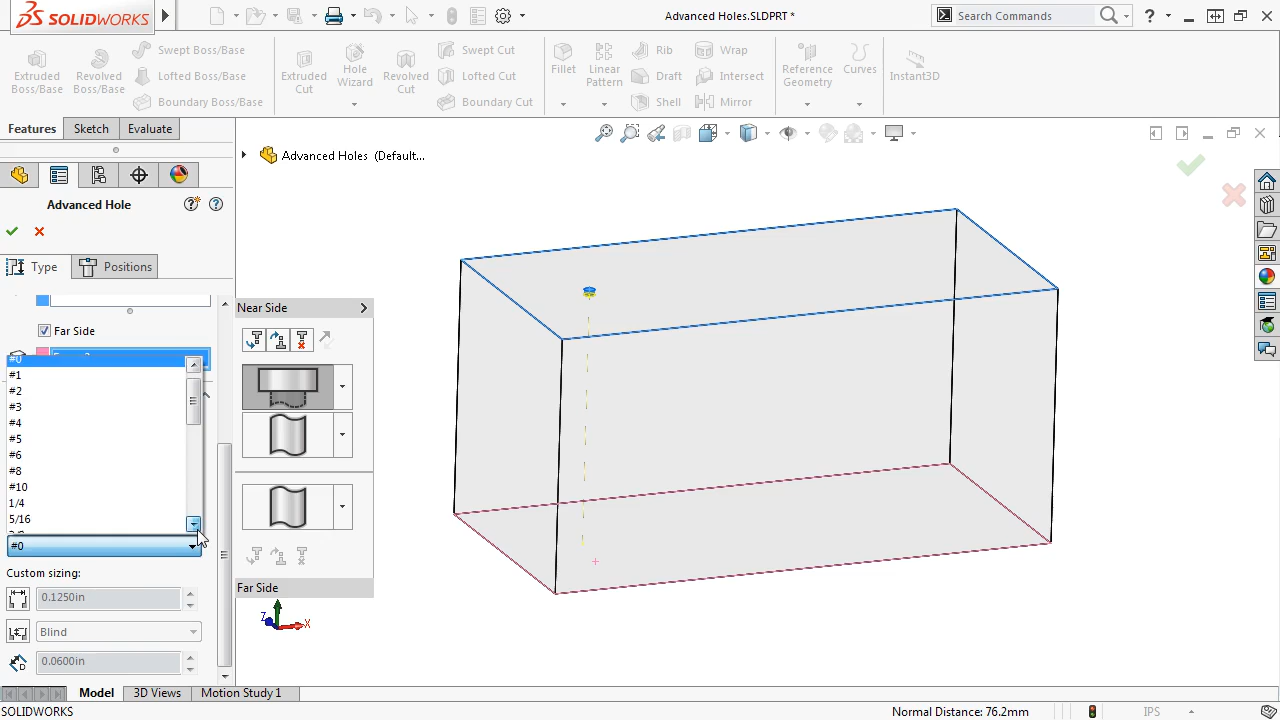 SOLIDWORKS
Advanced Holes.SLDPRT *
Search Commands
?
Extruded Boss/Base
Revolved Boss/Base
Swept Boss/Base
Lofted Boss/Base
Boundary Boss/Base
Extruded Cut
Hole Wizard
Revolved Cut
Swept Cut
Lofted Cut
Boundary Cut
Fillet
Linear Pattern
Rib
Draft
Shell
Wrap
Intersect
Mirror
Reference Geometry
Curves
Instant3D
Features
Sketch
Evaluate
Advanced Holes (Default...
Advanced Hole
Type
Positions
Far Side
#0
#1
#2
#3
#4
#5
#6
#8
#10
1/4
5/16
#0
Custom sizing:
0.1250in
Blind
0.0600in
Near Side
Far Side
Z
X
Model
3D Views
Motion Study 1
SOLIDWORKS
Normal Distance: 76.2mm
IPS